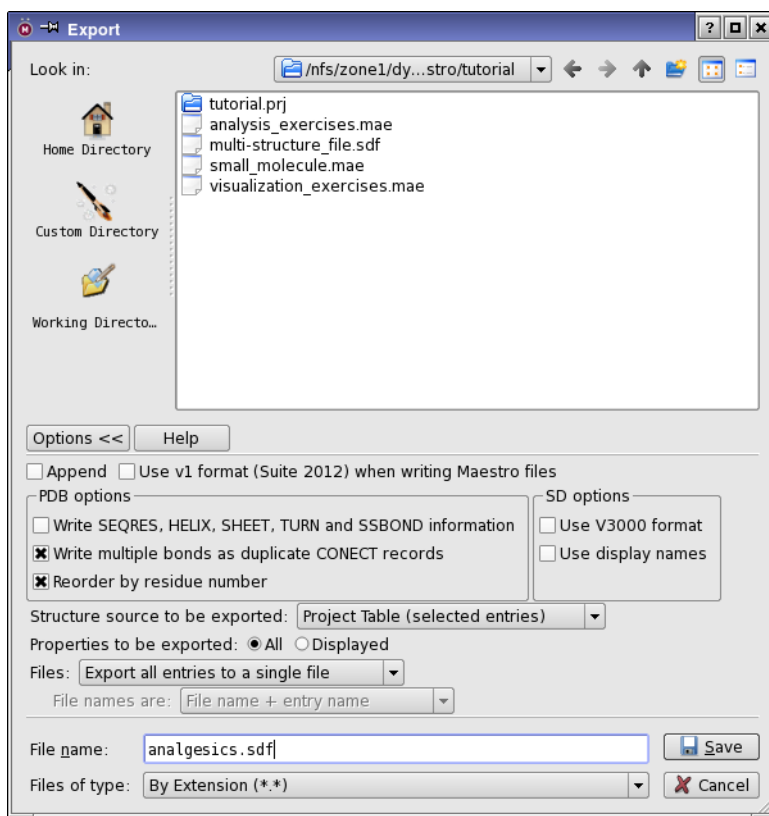 Export
Look in: /nfs/zone1/dy...stro/tutorial
Home Directory
Custom Directory
Working Directo...
tutorial.prj
analysis_exercises.mae
multi-structure_file.sdf
small_molecule.mae
visualization_exercises.mae
Options << Help
Append Use v1 format (Suite 2012) when writing Maestro files
PDB options
Write SEQRES, HELIX, SHEET, TURN and SSBOND information
Write multiple bonds as duplicate CONECT records
Reorder by residue number
SD options
Use V3000 format
Use display names
Structure source to be exported: Project Table (selected entries)
Properties to be exported: All Displayed
Files: Export all entries to a single file
File names are: File name + entry name
File name: analgesics.sdf Save
Files of type: By Extension (*.*) Cancel